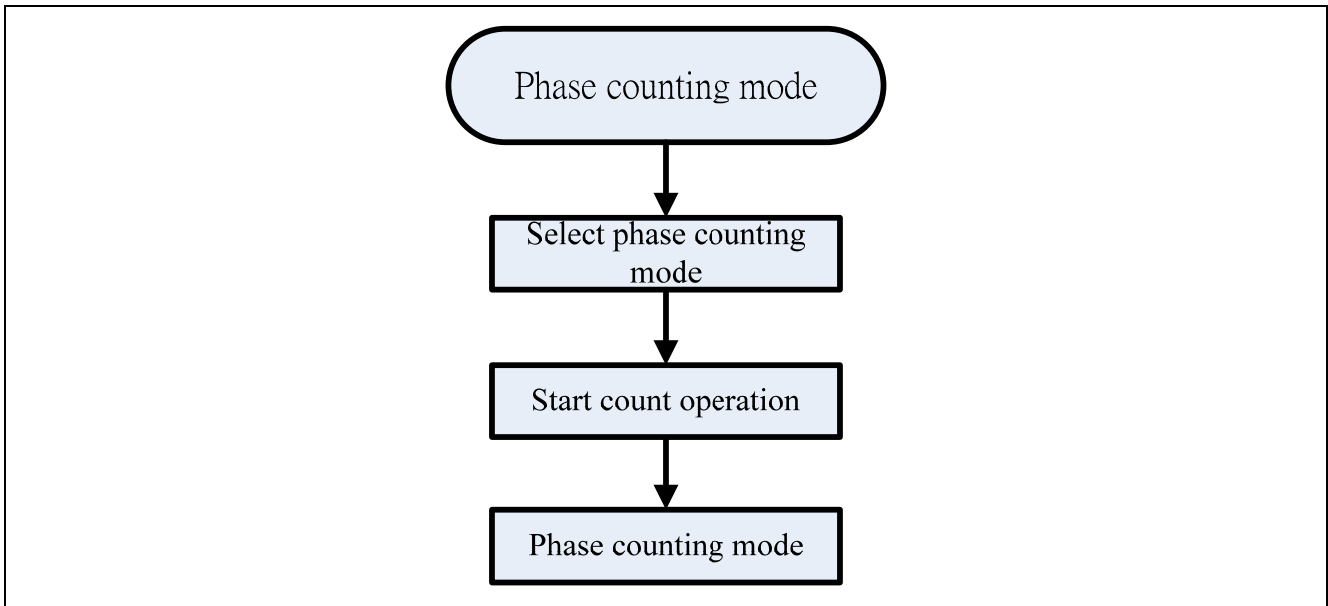 Phase counting mode
Select phase counting
mode
Start count operation
Phase counting mode